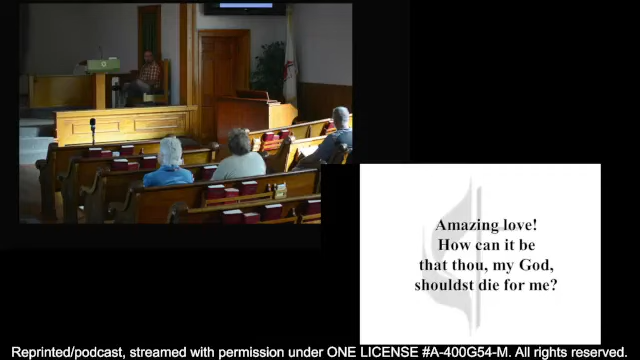 Amazing love!
How can it be
that thou, my God,
shouldst die for me?
Reprinted/podcast, streamed with permission under ONE LICENSE #A-400G54-M. All rights reserved.